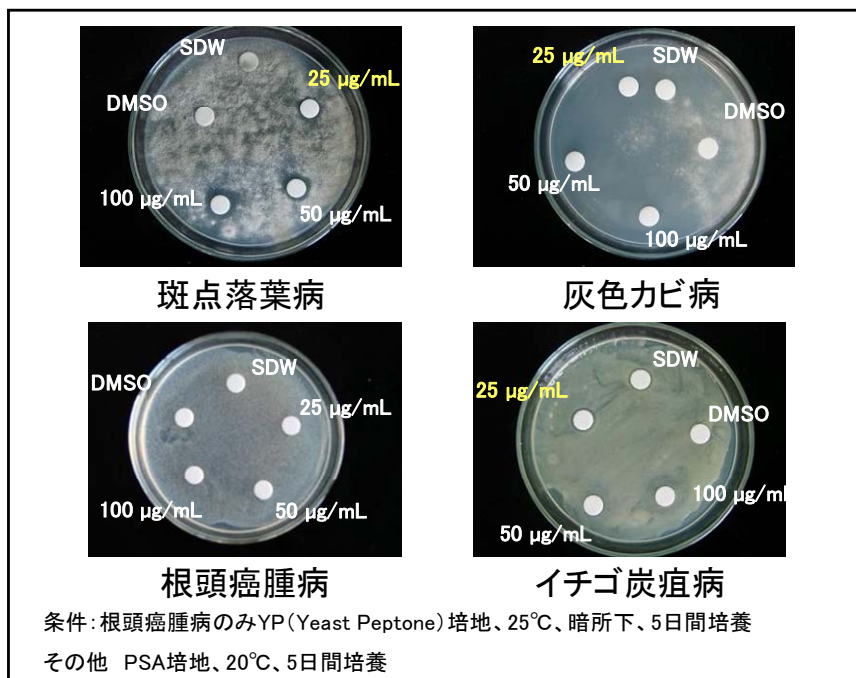 SDW
25 µg/mL
DMSO
100 µg/mL
50 µg/mL
斑点落葉病
25 µg/mL
SDW
DMSO
50 µg/mL
100 µg/mL
灰色カビ病
DMSO
SDW
25 µg/mL
100 µg/mL
50 µg/mL
根頭癌腫病
SDW
25 µg/mL
DMSO
100 µg/mL
50 µg/mL
イチゴ炭疽病
条件：根頭癌腫病のみYP（Yeast Peptone）培地、25℃、暗所下、5日間培養
その他　PSA培地、20℃、5日間培養